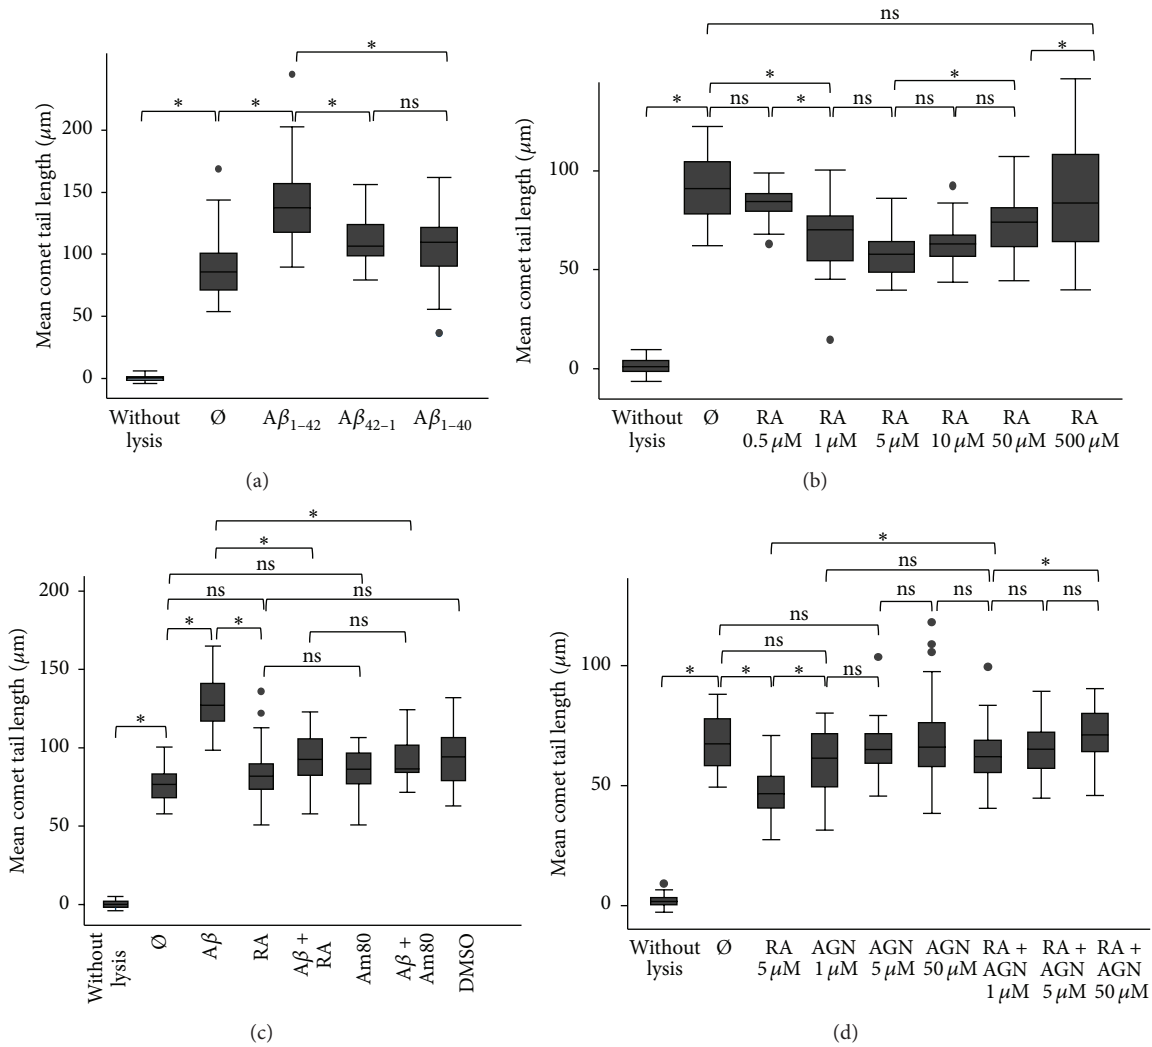 *
* * * ns
200
150
100
50
0
Mean comet tail length (μm)
Without lysis
Ø
Aβ1–42
Aβ42–1
Aβ1–40
(a)
ns
*
* *
* ns * ns ns ns
100
50
0
Mean comet tail length (μm)
Without lysis
Ø
RA 0.5 μM
RA 1 μM
RA 5 μM
RA 10 μM
RA 50 μM
RA 500 μM
(b)
*
*
ns
ns ns
* * ns
ns
*
200
150
100
50
0
Mean comet tail length (μm)
Without lysis
Ø
Aβ
RA
Aβ + RA
Am80
Aβ + Am80
DMSO
(c)
*
ns *
ns ns ns ns
ns
ns
* * * ns
100
50
0
Mean comet tail length (μm)
Without lysis
Ø
RA 5 μM
AGN 1 μM
AGN 5 μM
AGN 50 μM
RA + AGN 1 μM
RA + AGN 5 μM
RA + AGN 50 μM
(d)